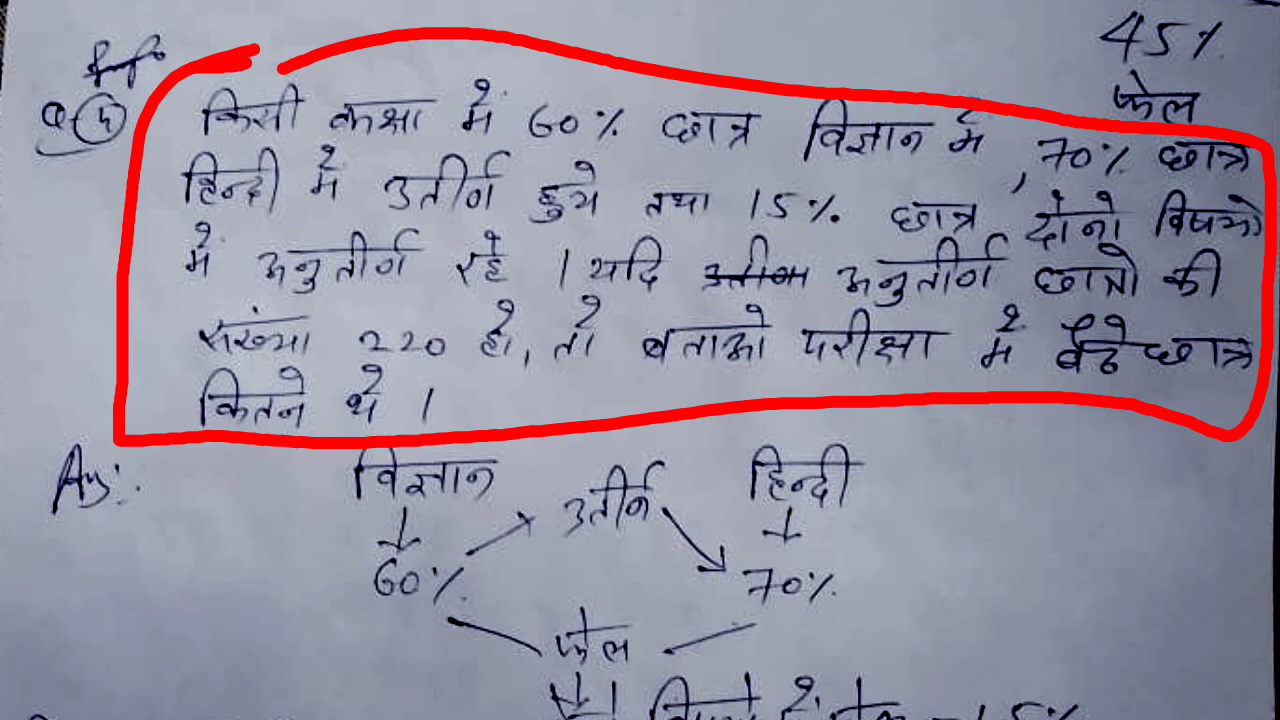 45%
फेल
Q 5 किसी कक्षा में 60% छात्र विज्ञान में, 70% छात्र
हिन्दी में उतीर्ण हुये तथा 15% छात्र दोनो विषयो
में अनुतीर्ण रहे । यदि अनुतीर्ण छात्रो की
संख्या 220 हो, तो बताओ परीक्षा में बैठे छात्र
कितने थे ।
Ans:
विज्ञान उतीर्ण हिन्दी
60% 70%
फेल
15%